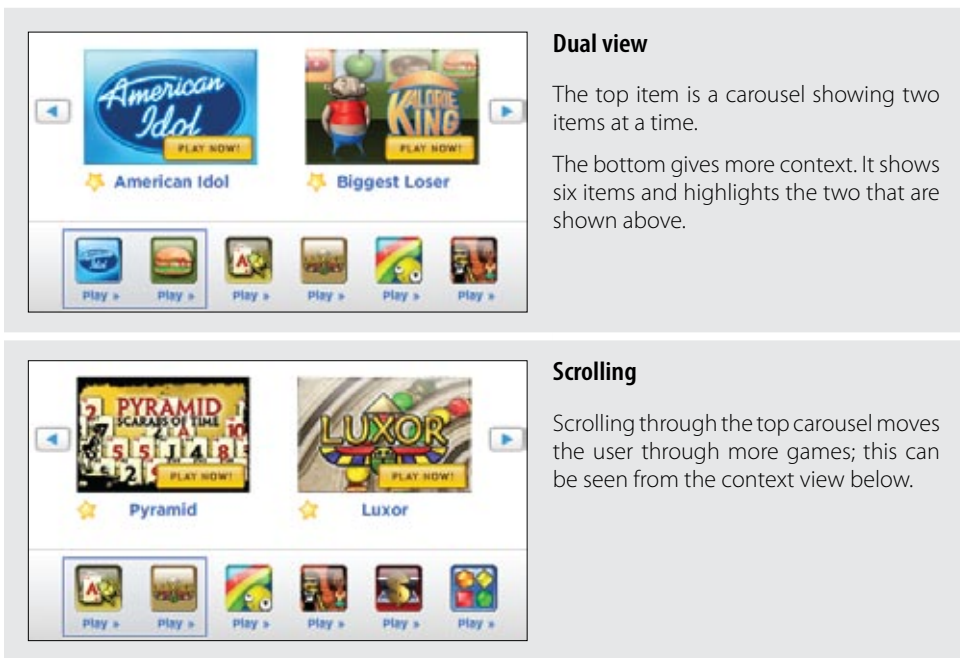 American
Idol
PLAY NOW!
KALORIE
KING
PLAY NOW!
American Idol
Biggest Loser
Play »
Play »
Play »
Play »
Play »
Play »
Dual view
The top item is a carousel showing two
items at a time.
The bottom gives more context. It shows
six items and highlights the two that are
shown above.
PYRAMID
SCARABS OF TIME
PLAY NOW!
LUXOR
PLAY NOW!
Pyramid
Luxor
Play »
Play »
Play »
Play »
Play »
Play »
Scrolling
Scrolling through the top carousel moves
the user through more games; this can
be seen from the context view below.